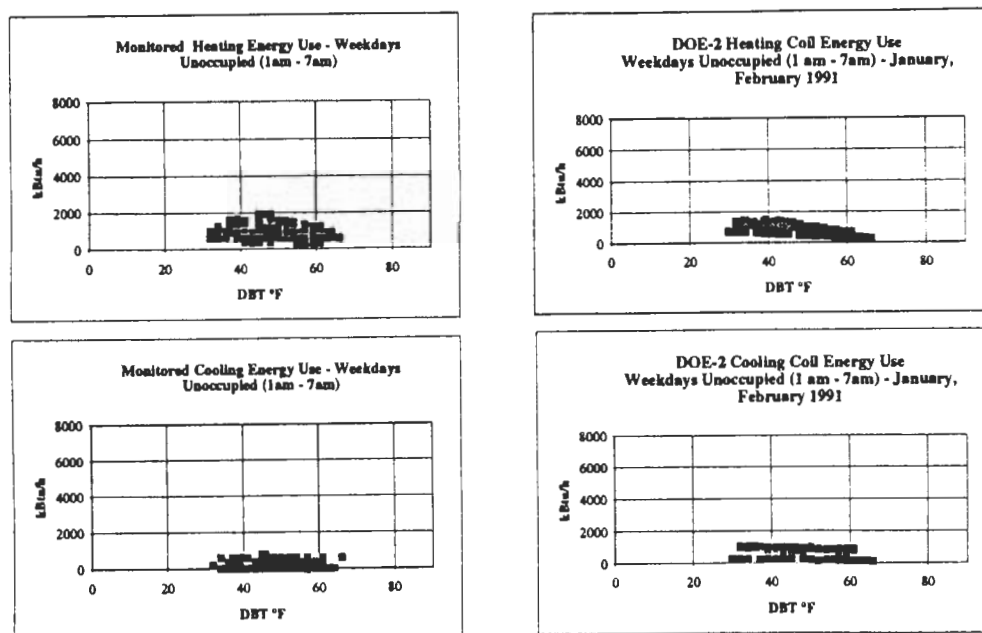 Monitored Heating Energy Use - Weekdays
Unoccupied (1am - 7am)
8000
6000
4000
2000
0
kBtu/h
0 20 40 60 80
DBT °F
DOE-2 Heating Coil Energy Use
Weekdays Unoccupied (1 am - 7am) - January,
February 1991
8000
6000
4000
2000
0
kBtu/h
0 20 40 60 80
DBT °F
Monitored Cooling Energy Use - Weekdays
Unoccupied (1am - 7am)
8000
6000
4000
2000
0
kBtu/h
0 20 40 60 80
DBT °F
DOE-2 Cooling Coil Energy Use
Weekdays Unoccupied (1 am - 7am) - January,
February 1991
8000
6000
4000
2000
0
kBtu/h
0 20 40 60 80
DBT °F